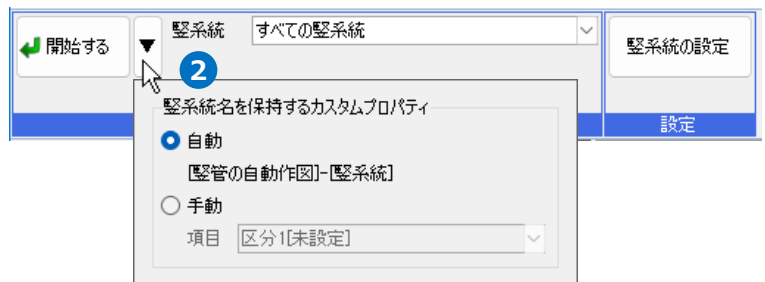 開始する
▼
竪系統 すべての竪系統
竪系統の設定
2
設定
竪系統名を保持するカスタムプロパティ
自動
[竪管の自動作図]-[竪系統]
手動
項目 区分1[未設定]